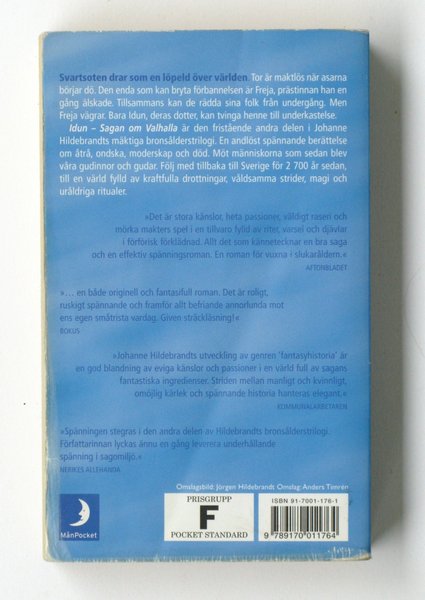 Svartsoten drar som en löpeld över världen. Tor är maktlös när asarna
börjar dö. Den enda som kan bryta förbannelsen är Freja, prästinnan han en
gång älskade. Tillsammans kan de rädda sina folk från undergång. Men
Freja vägrar. Bara Idun, deras dotter, kan tvinga henne till underkastelse.
Idun – Sagan om Valhalla är den fristående andra delen i Johanne
Hildebrandts mäktiga bronsålderstrilogi. En andlöst spännande berättelse
om åtrå, ondska, moderskap och död. Möt människorna som sedan blev
våra gudinnor och gudar. Följ med tillbaka till Sverige för 2 700 år sedan,
till en värld fylld av kraftfulla drottningar, våldsamma strider, magi och
uråldriga ritualer.
»Det är stora känslor, heta passioner, väldigt raseri och
mörka makters spel i en tillvaro fylld av riter, varsel och djävlar
i förförisk förklädnad. Allt det som kännetecknar en bra saga
och en effektiv spänningsroman. En roman för vuxna i slukaråldern.«
AFTONBLADET
»... en både originell och fantasifull roman. Det är roligt,
ruskigt spännande och framför allt befriande annorlunda mot
ens egen småtrista vardag. Given sträckläsning!«
BOKUS
»Johanne Hildebrandts utveckling av genren 'fantasyhistoria' är
en god blandning av eviga känslor och passioner i en värld full av sagans
fantastiska ingredienser. Striden mellan manligt och kvinnligt,
omöjlig kärlek och spännande historia hanteras elegant.«
KOMMUNALARBETAREN
»Spänningen stegras i den andra delen av Hildebrandts bronsålderstrilogi.
Författarinnan lyckas ännu en gång leverera underhållande
spänning i sagomiljö.«
NERIKES ALLEHANDA
Omslagsbild: Jörgen Hildebrandt Omslag: Anders Timrén
MånPocket
PRISGRUPP
F
POCKET STANDARD
ISBN 91-7001-176-1
9 789170 011764